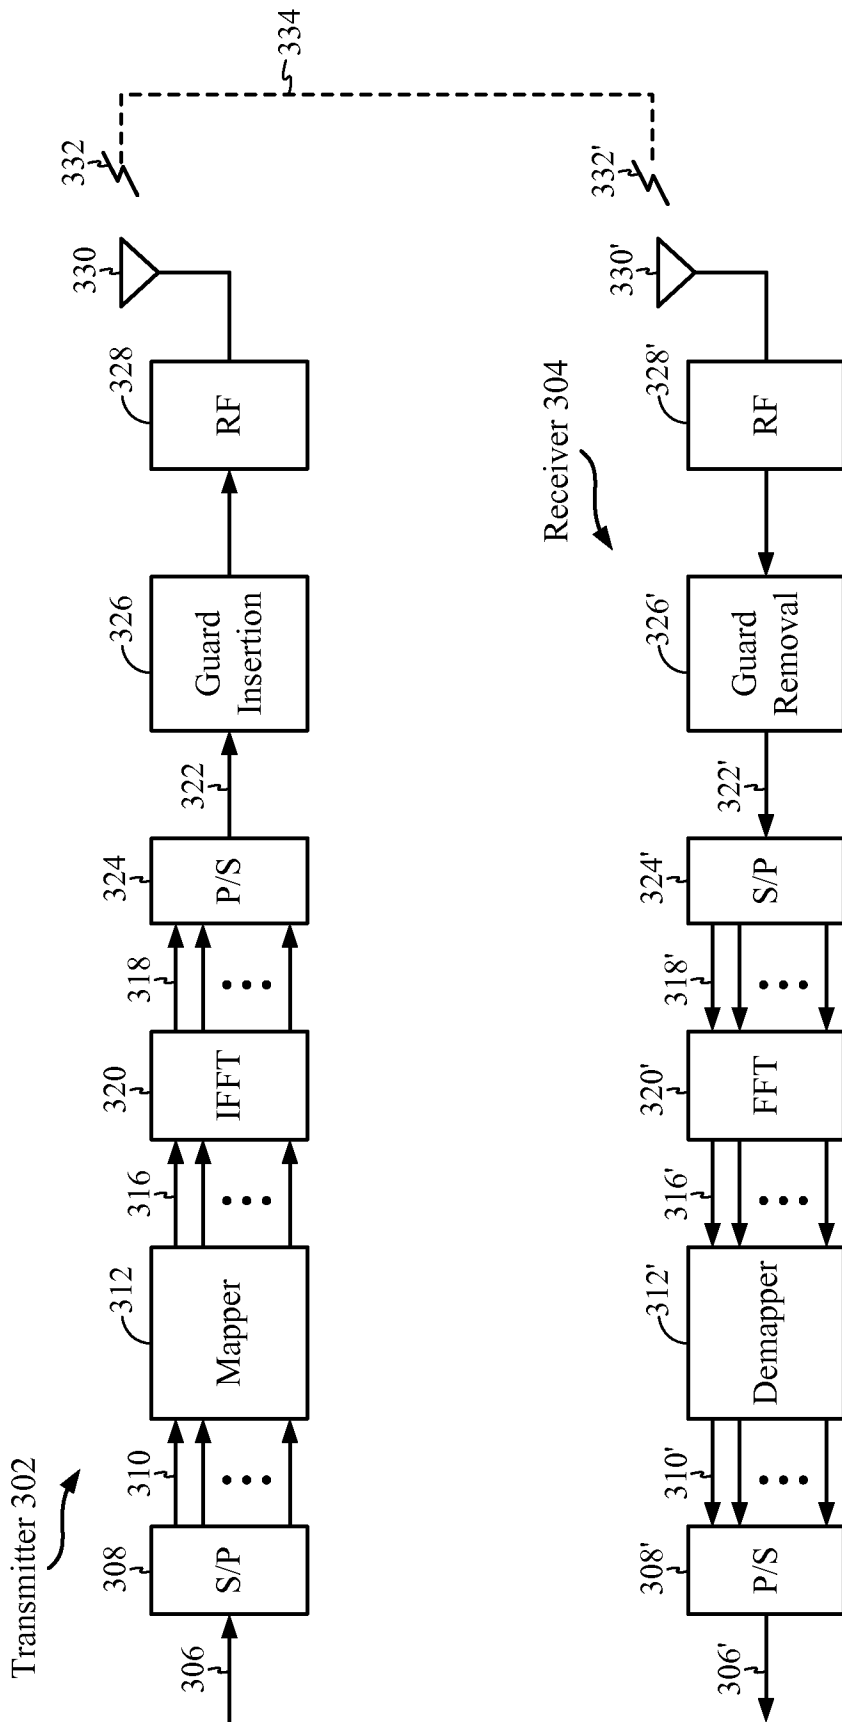 Transmitter 302
306
308
S/P
310
312
Mapper
316
320
IFFT
318
324
P/S
322
326
Guard
Insertion
328
RF
330
332
334
Receiver 304
306'
308'
P/S
310'
312'
Demapper
316'
320'
FFT
318'
324'
S/P
322'
326'
Guard
Removal
328'
RF
330'
332'